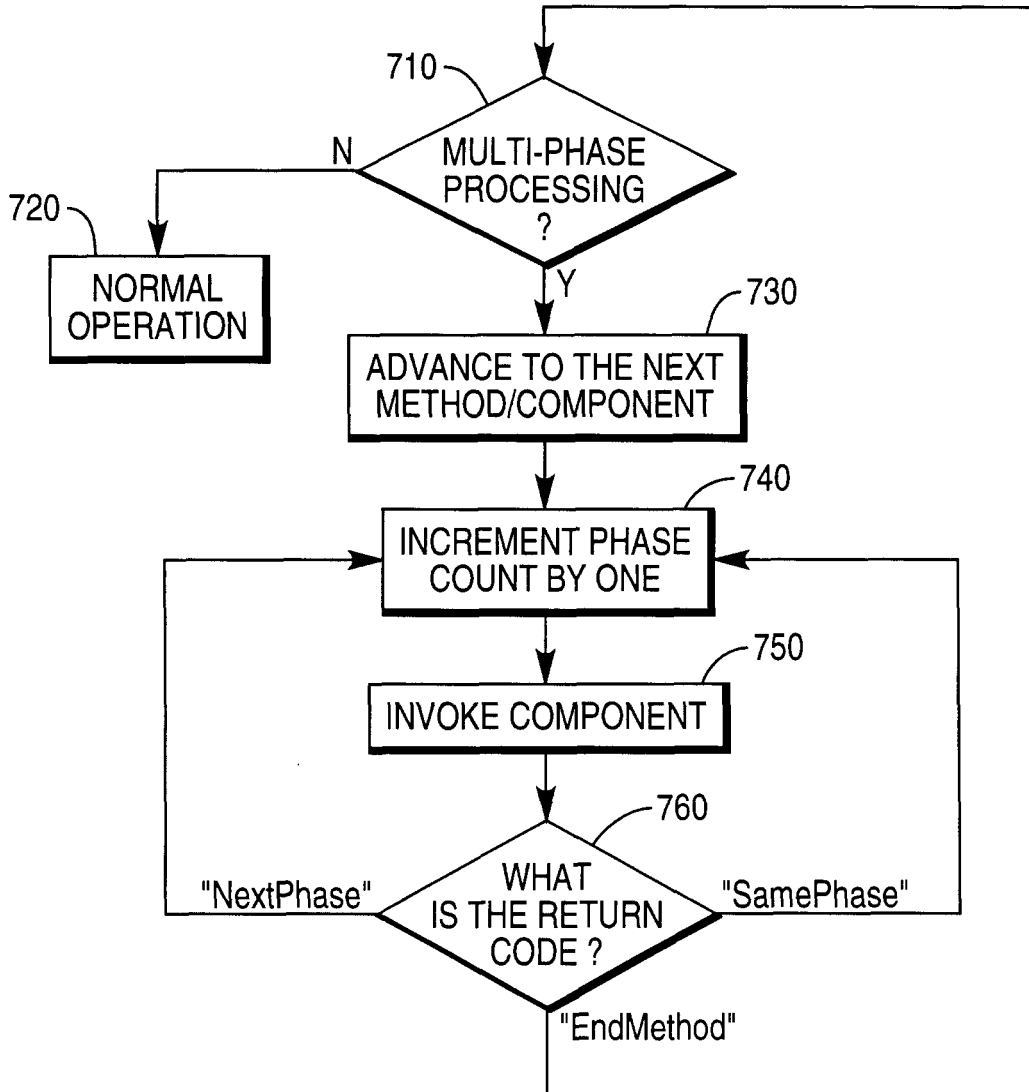 710
MULTI-PHASE
PROCESSING
?
N
Y
720
NORMAL
OPERATION
730
ADVANCE TO THE NEXT
METHOD/COMPONENT
740
INCREMENT PHASE
COUNT BY ONE
750
INVOKE COMPONENT
760
WHAT
IS THE RETURN
CODE ?
"NextPhase"
"SamePhase"
"EndMethod"